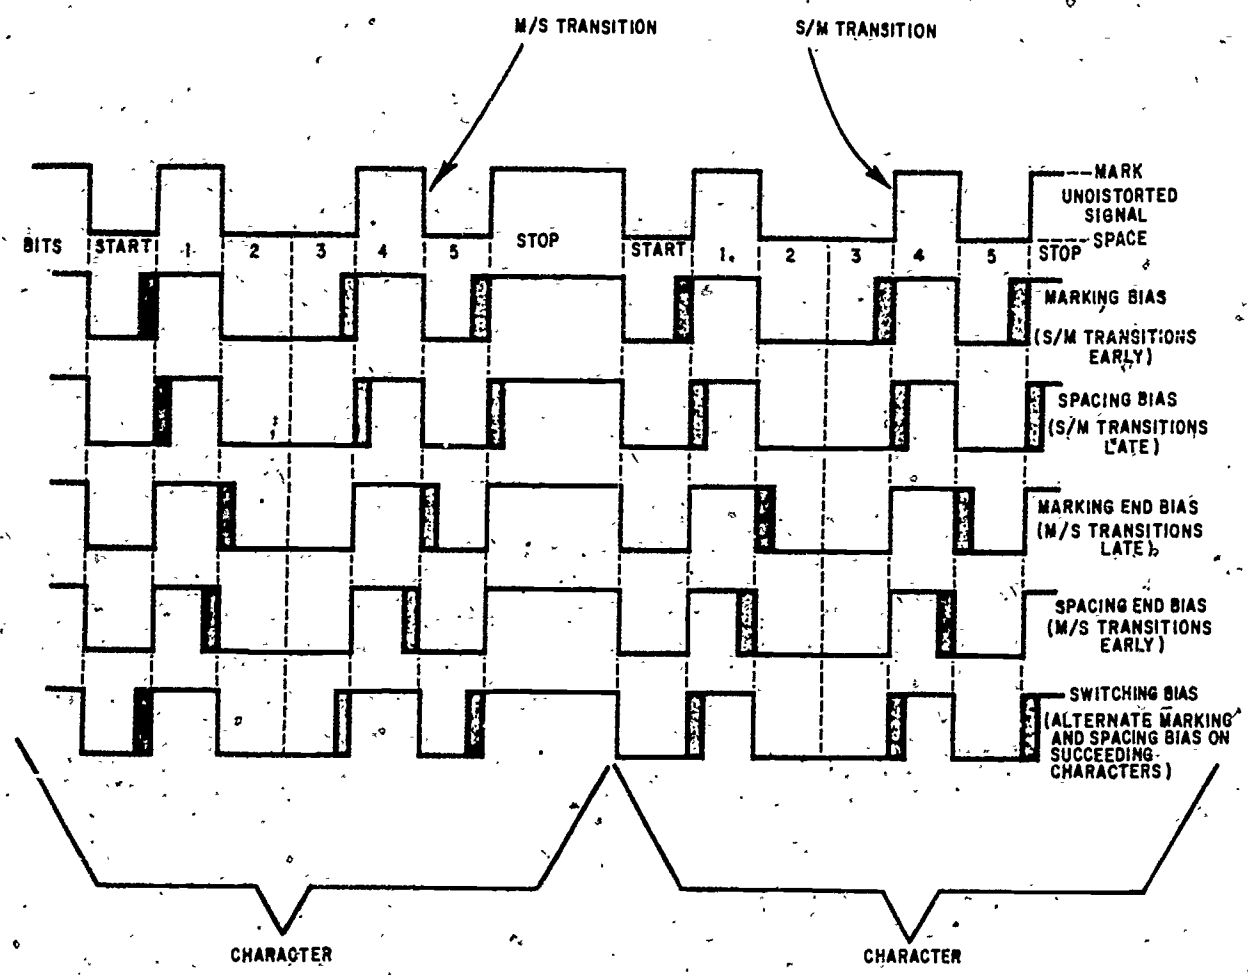 M/S TRANSITION
S/M TRANSITION
MARK
UNDISTORTED
SIGNAL
SPACE
BITS START 1 2 3 4 5 STOP START 1 2 3 4 5 STOP
MARKING BIAS
(S/M TRANSITIONS
EARLY)
SPACING BIAS
(S/M TRANSITIONS
LATE)
MARKING END BIAS
(M/S TRANSITIONS
LATE)
SPACING END BIAS
(M/S TRANSITIONS
EARLY)
SWITCHING BIAS
(ALTERNATE MARKING
AND SPACING BIAS ON
SUCCEEDING
CHARACTERS)
CHARACTER
CHARACTER